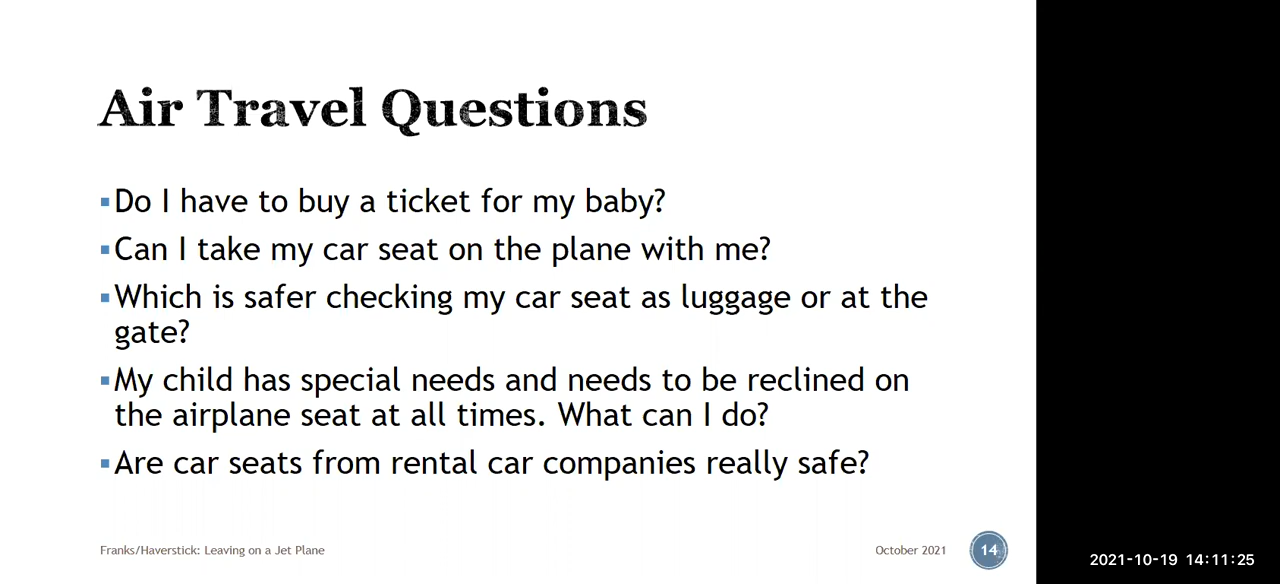 Air Travel Questions
▪Do I have to buy a ticket for my baby?
▪Can I take my car seat on the plane with me?
▪Which is safer checking my car seat as luggage or at the
gate?
▪My child has special needs and needs to be reclined on
the airplane seat at all times. What can I do?
▪Are car seats from rental car companies really safe?
Franks/Haverstick: Leaving on a Jet Plane
October 2021
14
2021-10-19 14:11:25